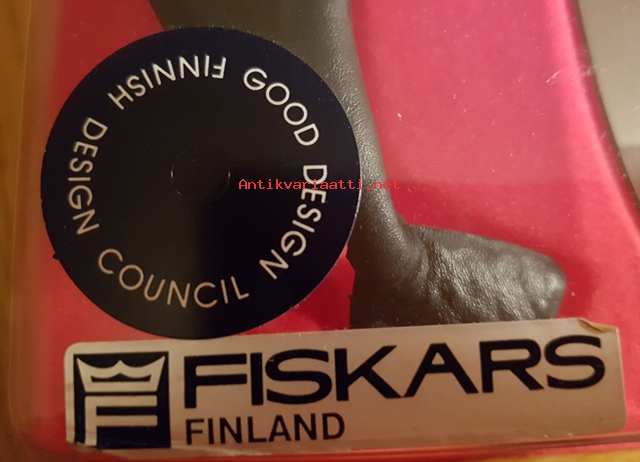 GOOD DESIGN
FINNISH DESIGN COUNCIL
Antikvariaatti.net
F
FISKARS
FINLAND